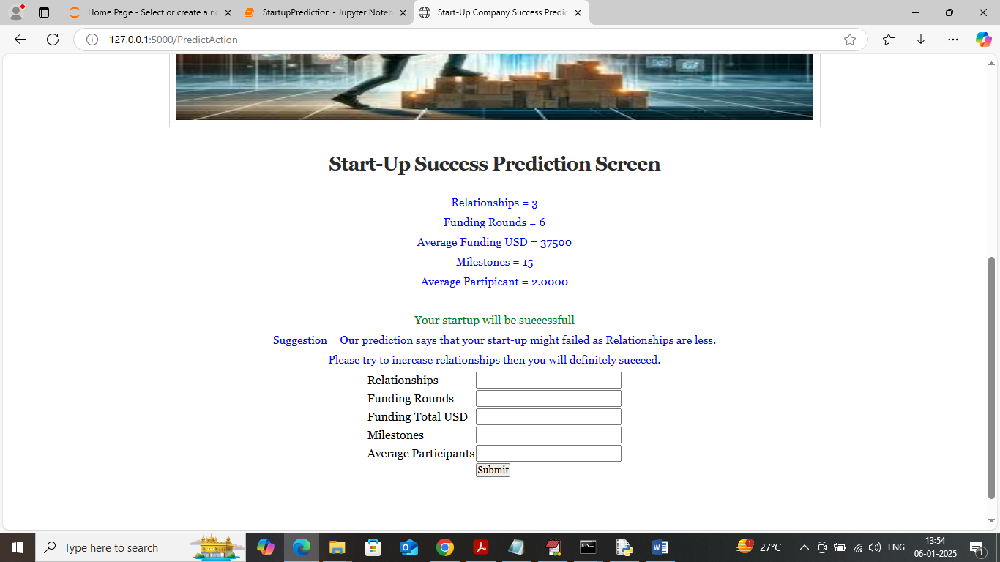 Home Page - Select or create a no
StartupPrediction - Jupyter Noteb
Start-Up Company Success Predic
127.0.0.1:5000/PredictAction
Start-Up Success Prediction Screen
Relationships = 3
Funding Rounds = 6
Average Funding USD = 37500
Milestones = 15
Average Partipicant = 2.0000
Your startup will be successfull
Suggestion = Our prediction says that your start-up might failed as Relationships are less.
Please try to increase relationships then you will definitely succeed.
Relationships
Funding Rounds
Funding Total USD
Milestones
Average Participants
Submit
Type here to search
1
27°C
ENG
13:54
06-01-2025
1